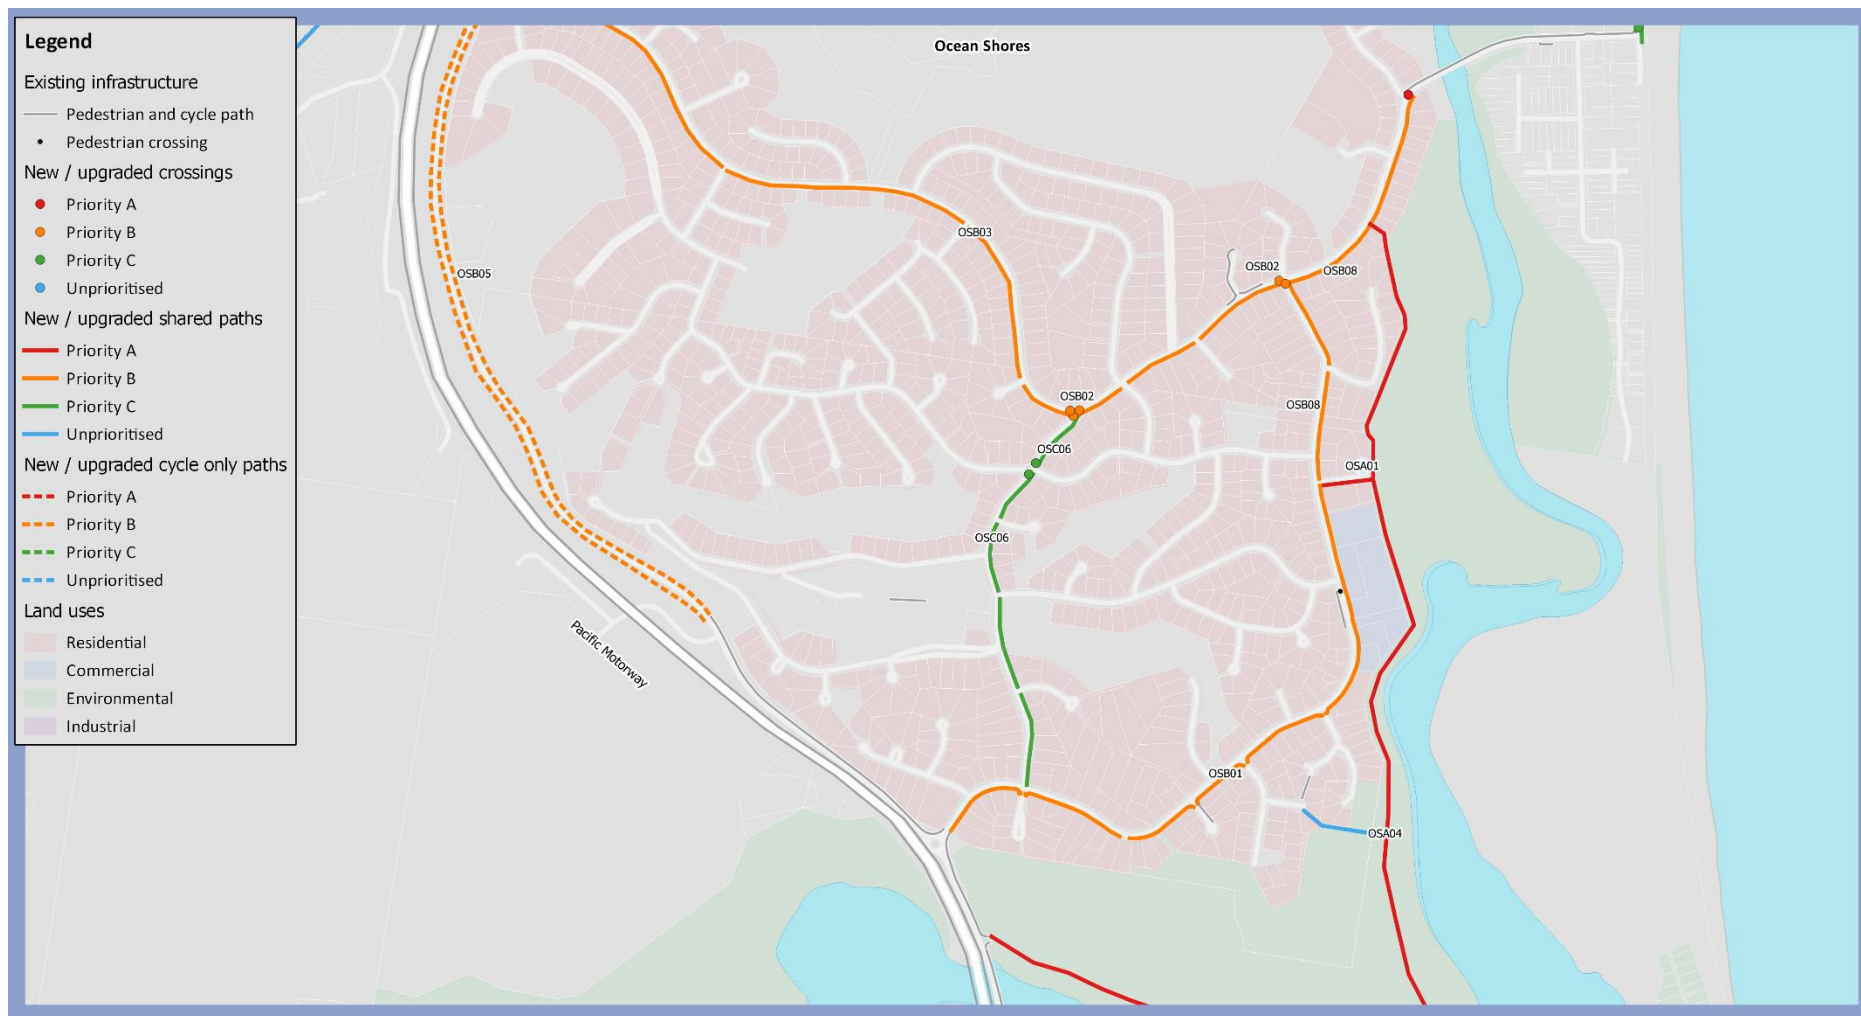 Legend
Existing infrastructure
Pedestrian and cycle path
Pedestrian crossing
New / upgraded crossings
Priority A
Priority B
Priority C
Unprioritised
New / upgraded shared paths
Priority A
Priority B
Priority C
Unprioritised
New / upgraded cycle only paths
Priority A
Priority B
Priority C
Unprioritised
Land uses
Residential
Commercial
Environmental
Industrial
Ocean Shores
OSB03
OSB05
OSB02
OSB08
OSB02
OSB08
OSC06
OSA01
OSC06
Pacific Motorway
OSB01
OSA04